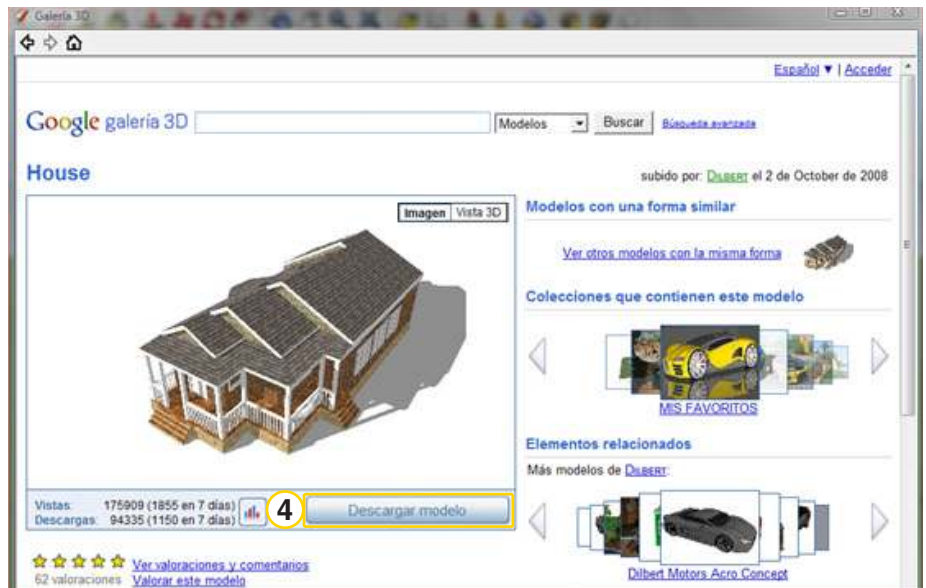 Galería 3D
Español ▼ | Acceder
Google galería 3D
Modelos
Buscar
Búsqueda avanzada
House
subido por: DILBERT el 2 de October de 2008
Imagen
Vista 3D
Modelos con una forma similar
Ver otros modelos con la misma forma
Colecciones que contienen este modelo
MIS FAVORITOS
Elementos relacionados
Más modelos de DILBERT:
Vistas: 175909 (1855 en 7 días)
Descargas: 94335 (1150 en 7 días)
4
Descargar modelo
Ver valoraciones y comentarios
62 valoraciones Valorar este modelo
Dilbert Motors Acro Concept